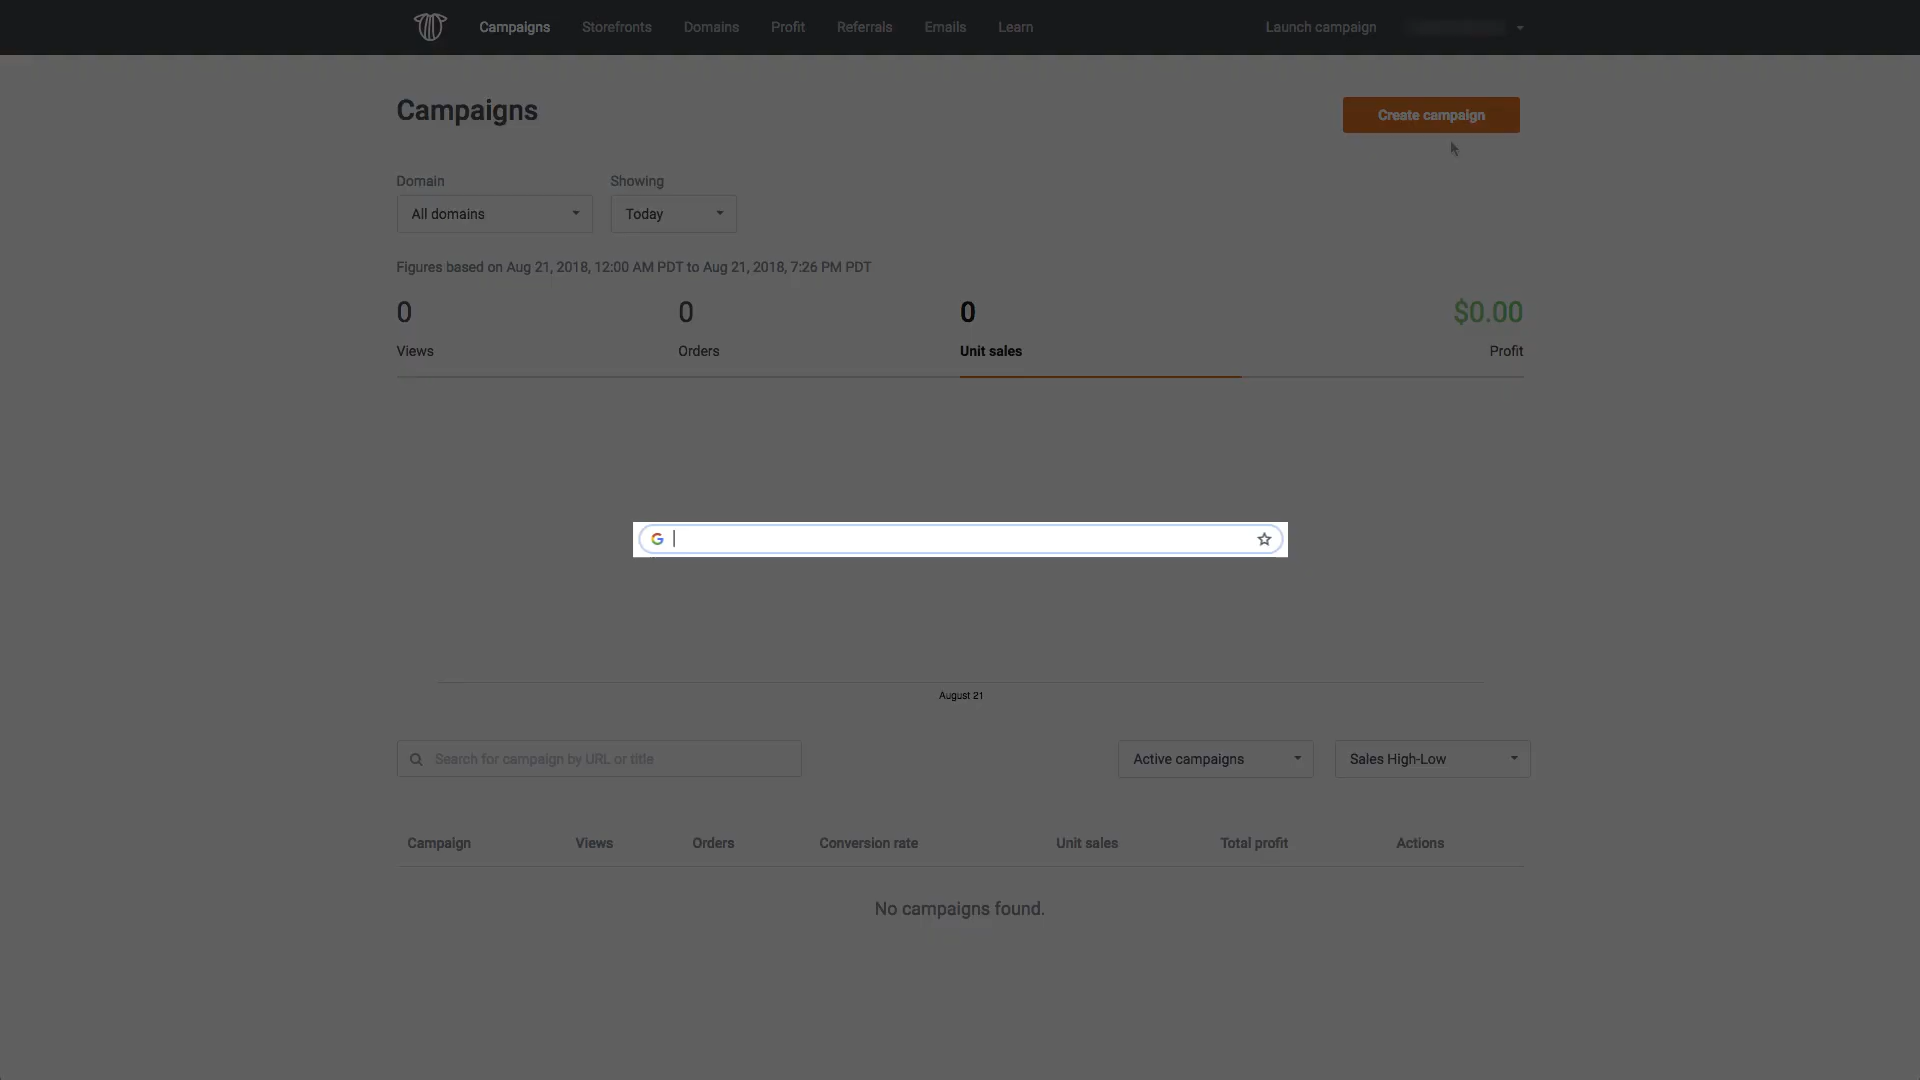 Campaigns Storefronts Domains Profit Referrals Emails Learn Launch campaign
Campaigns
Create campaign
Domain Showing
All domains Today
Figures based on Aug 21, 2018, 12:00 AM PDT to Aug 21, 2018, 7:26 PM PDT
0 0 0 $0.00
Views Orders Unit sales Profit
August 21
Search for campaign by URL or title Active campaigns Sales High-Low
Campaign Views Orders Conversion rate Unit sales Total profit Actions
No campaigns found.